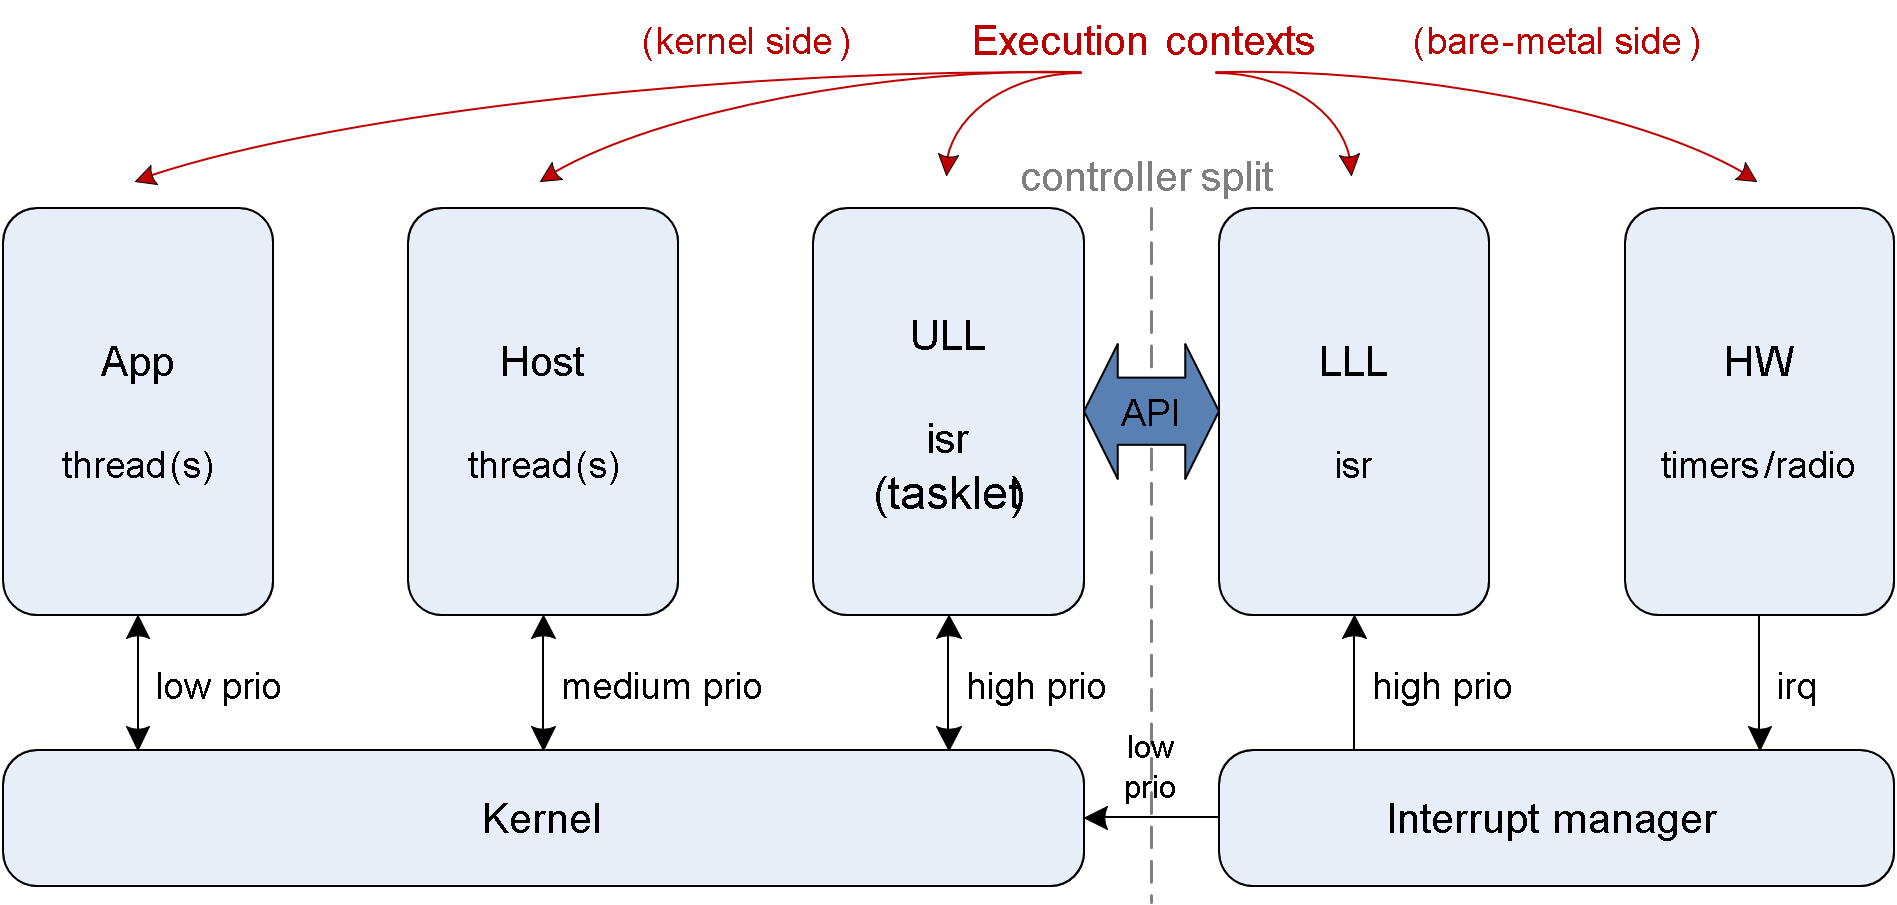 (kernel side)
Execution contexts
(bare-metal side)
controller split
App
thread(s)
Host
thread(s)
ULL
isr
(tasklet)
API
LLL
isr
HW
timers/radio
low prio
medium prio
high prio
high prio
irq
low
prio
Kernel
Interrupt manager